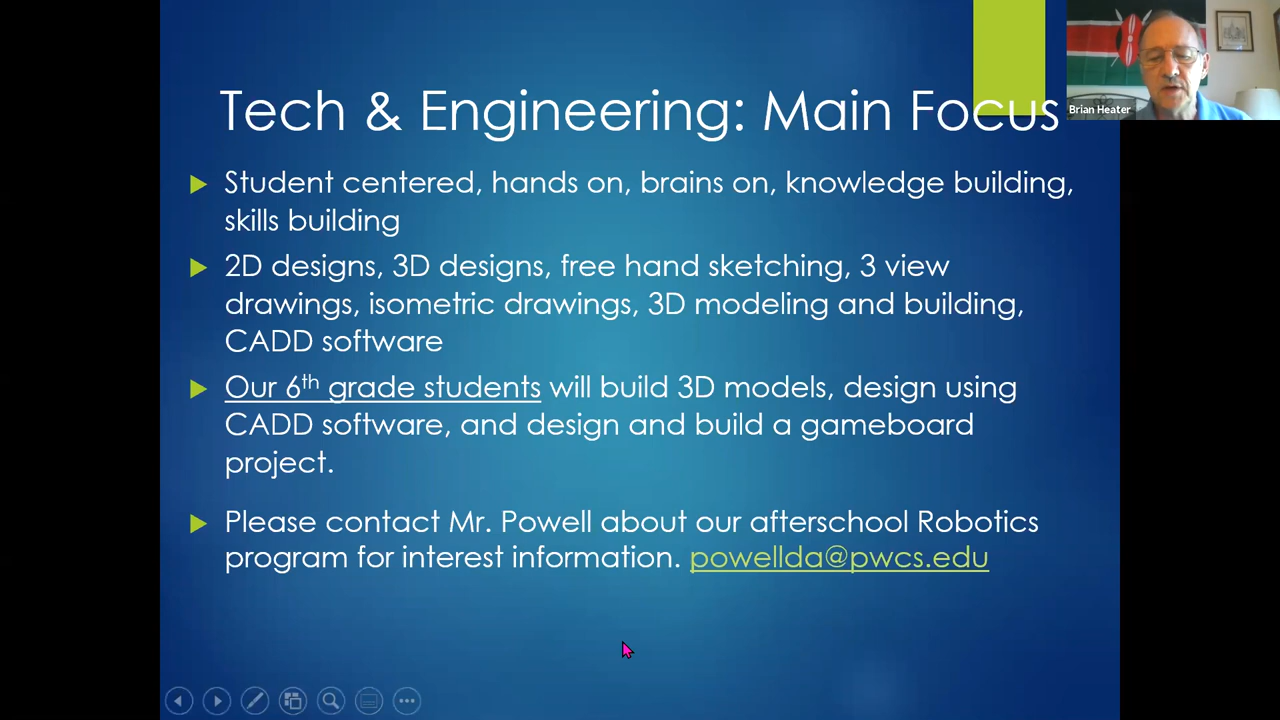 Tech & Engineering: Main Focus
Brian Heater
Student centered, hands on, brains on, knowledge building,
skills building
2D designs, 3D designs, free hand sketching, 3 view
drawings, isometric drawings, 3D modeling and building,
CADD software
Our 6th grade students will build 3D models, design using
CADD software, and design and build a gameboard
project.
Please contact Mr. Powell about our afterschool Robotics
program for interest information. powellda@pwcs.edu